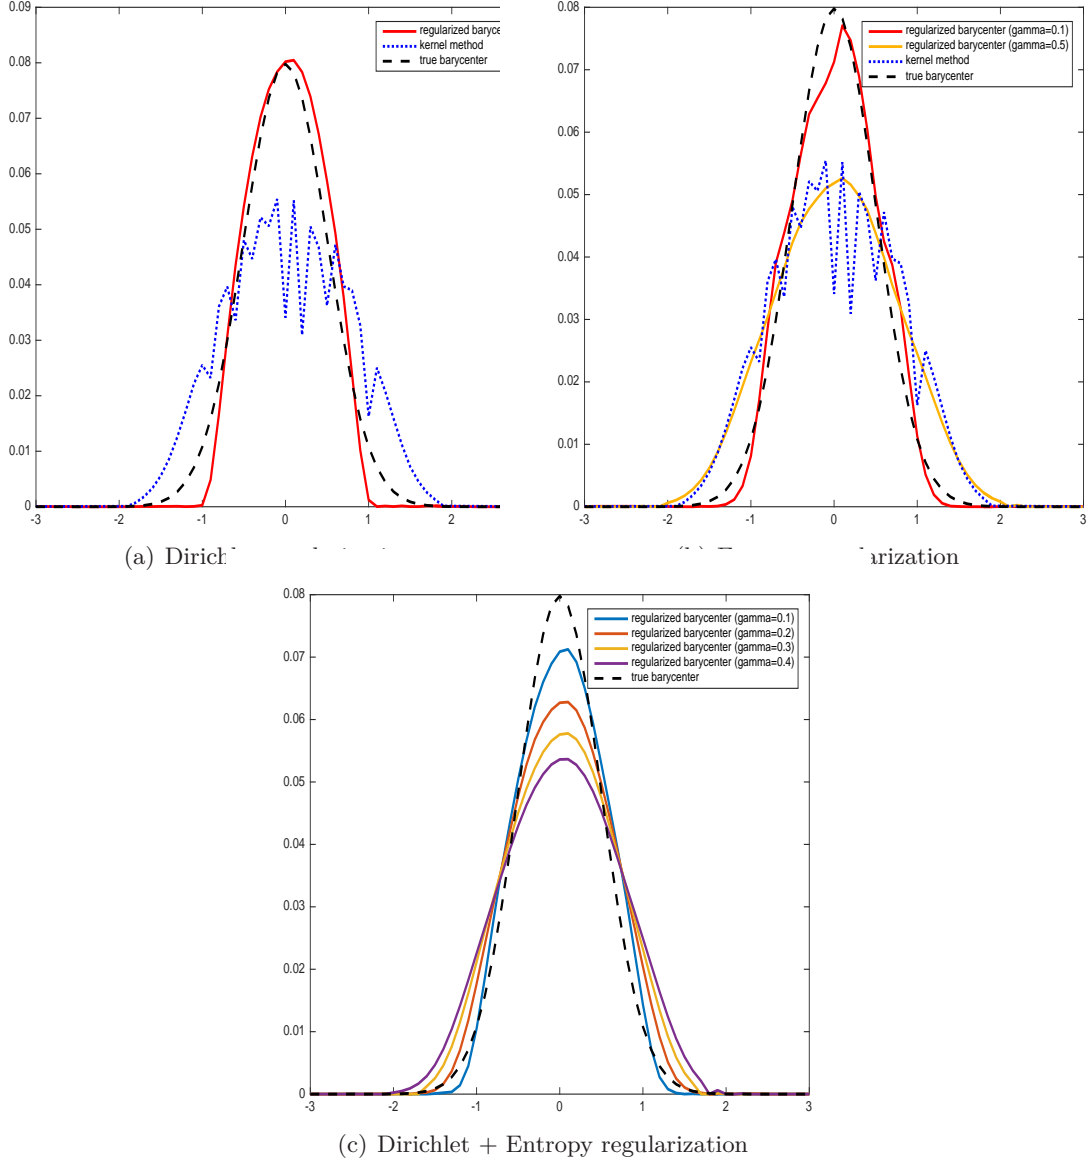 0.09
0.08
0.07
0.06
0.05
0.04
0.03
0.02
0.01
0
-3 -2 -1 0 1 2
regularized baryce
kernel method
true barycenter
(a) Dirich
0.08
0.07
0.06
0.05
0.04
0.03
0.02
0.01
0
-3 -2 -1 0 1 2 3
regularized barycenter (gamma=0.1)
regularized barycenter (gamma=0.5)
kernel method
true barycenter
arization
0.08
0.07
0.06
0.05
0.04
0.03
0.02
0.01
0
-3 -2 -1 0 1 2 3
regularized barycenter (gamma=0.1)
regularized barycenter (gamma=0.2)
regularized barycenter (gamma=0.3)
regularized barycenter (gamma=0.4)
true barycenter
(c) Dirichlet + Entropy regularization